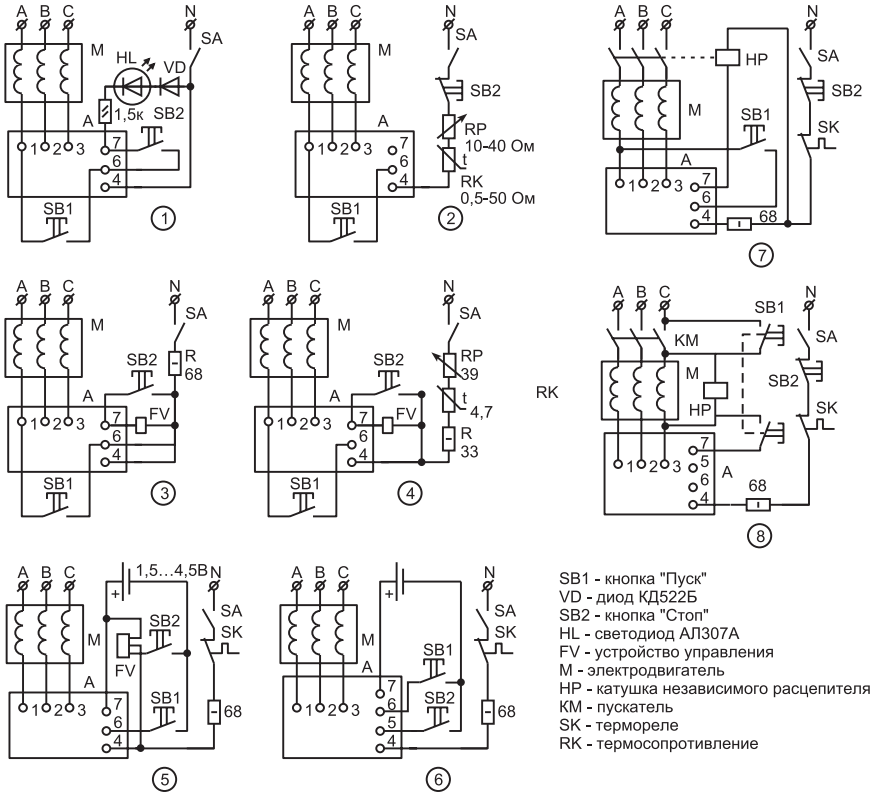 A B C N
SA
M
HL
VD
SB2
1,5к
A
1 2 3
7
6
4
SB1
1
A B C N
SA
M
SB2
A
RP
10-40 Ом
t
RK
0,5-50 Ом
1 2 3
7
6
4
SB1
2
A B C N
SA
HP
SB2
M
SB1
SK
A
1 2 3
7
6
4
68
7
A B C N
SA
M
R
68
SB2
A
1 2 3
7
FV
6
4
SB1
3
A B C N
SA
M
RP
39
SB2
t
4,7
A
1 2 3
7
FV
6
4
R
33
SB1
4
RK
A B C N
SB1
KM
SA
M
SB2
HP
SK
A
1 2 3
7
5
6
4
68
8
A B C N
1,5...4,5В
+
SA
SK
M
SB2
FV
A
SB1
1 2 3
7
6
4
68
5
A B C N
+
SA
SK
M
SB1
A
SB2
1 2 3
7
6
5
4
68
6
SB1 - кнопка "Пуск"
VD - диод КД522Б
SB2 - кнопка "Стоп"
HL - светодиод АЛ307А
FV - устройство управления
M - электродвигатель
HP - катушка независимого расцепителя
KM - пускатель
SK - термореле
RK - термосопротивление